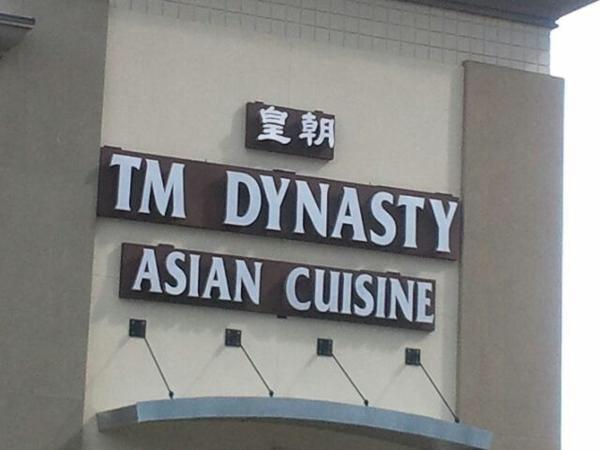 皇朝
TM DYNASTY
ASIAN CUISINE